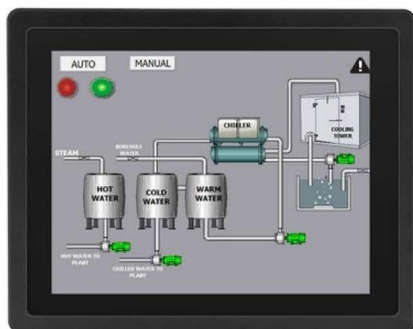 AUTO
MANUAL
CHILLER
COOLING
TOWER
BOREHOLE
WATER
STEAM
HOT
WATER
COLD
WATER
WARM
WATER
HOT WATER TO
PLANT
CHILLED WATER TO
PLANT